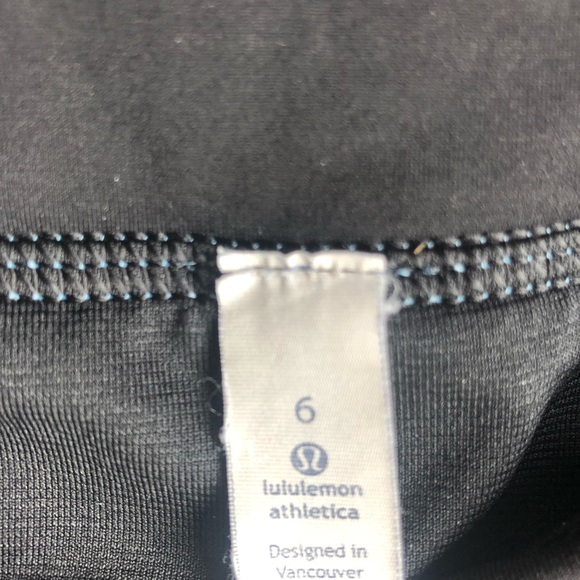 6
lululemon
athletica
Designed in
Vancouver